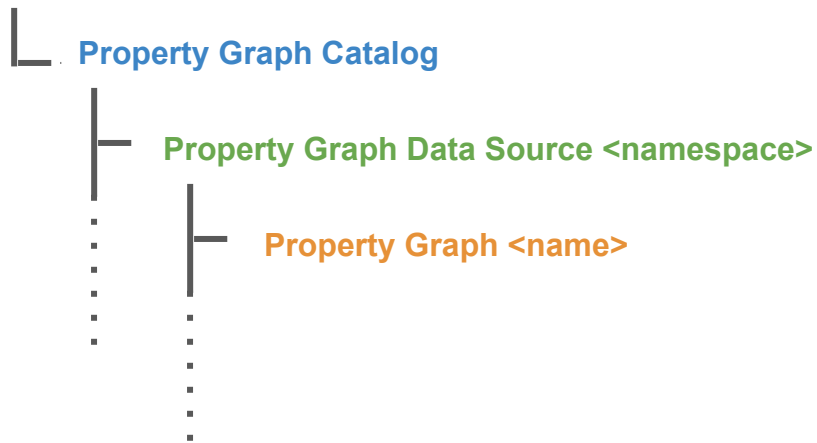 Property Graph Catalog
Property Graph Data Source <namespace>
Property Graph <name>